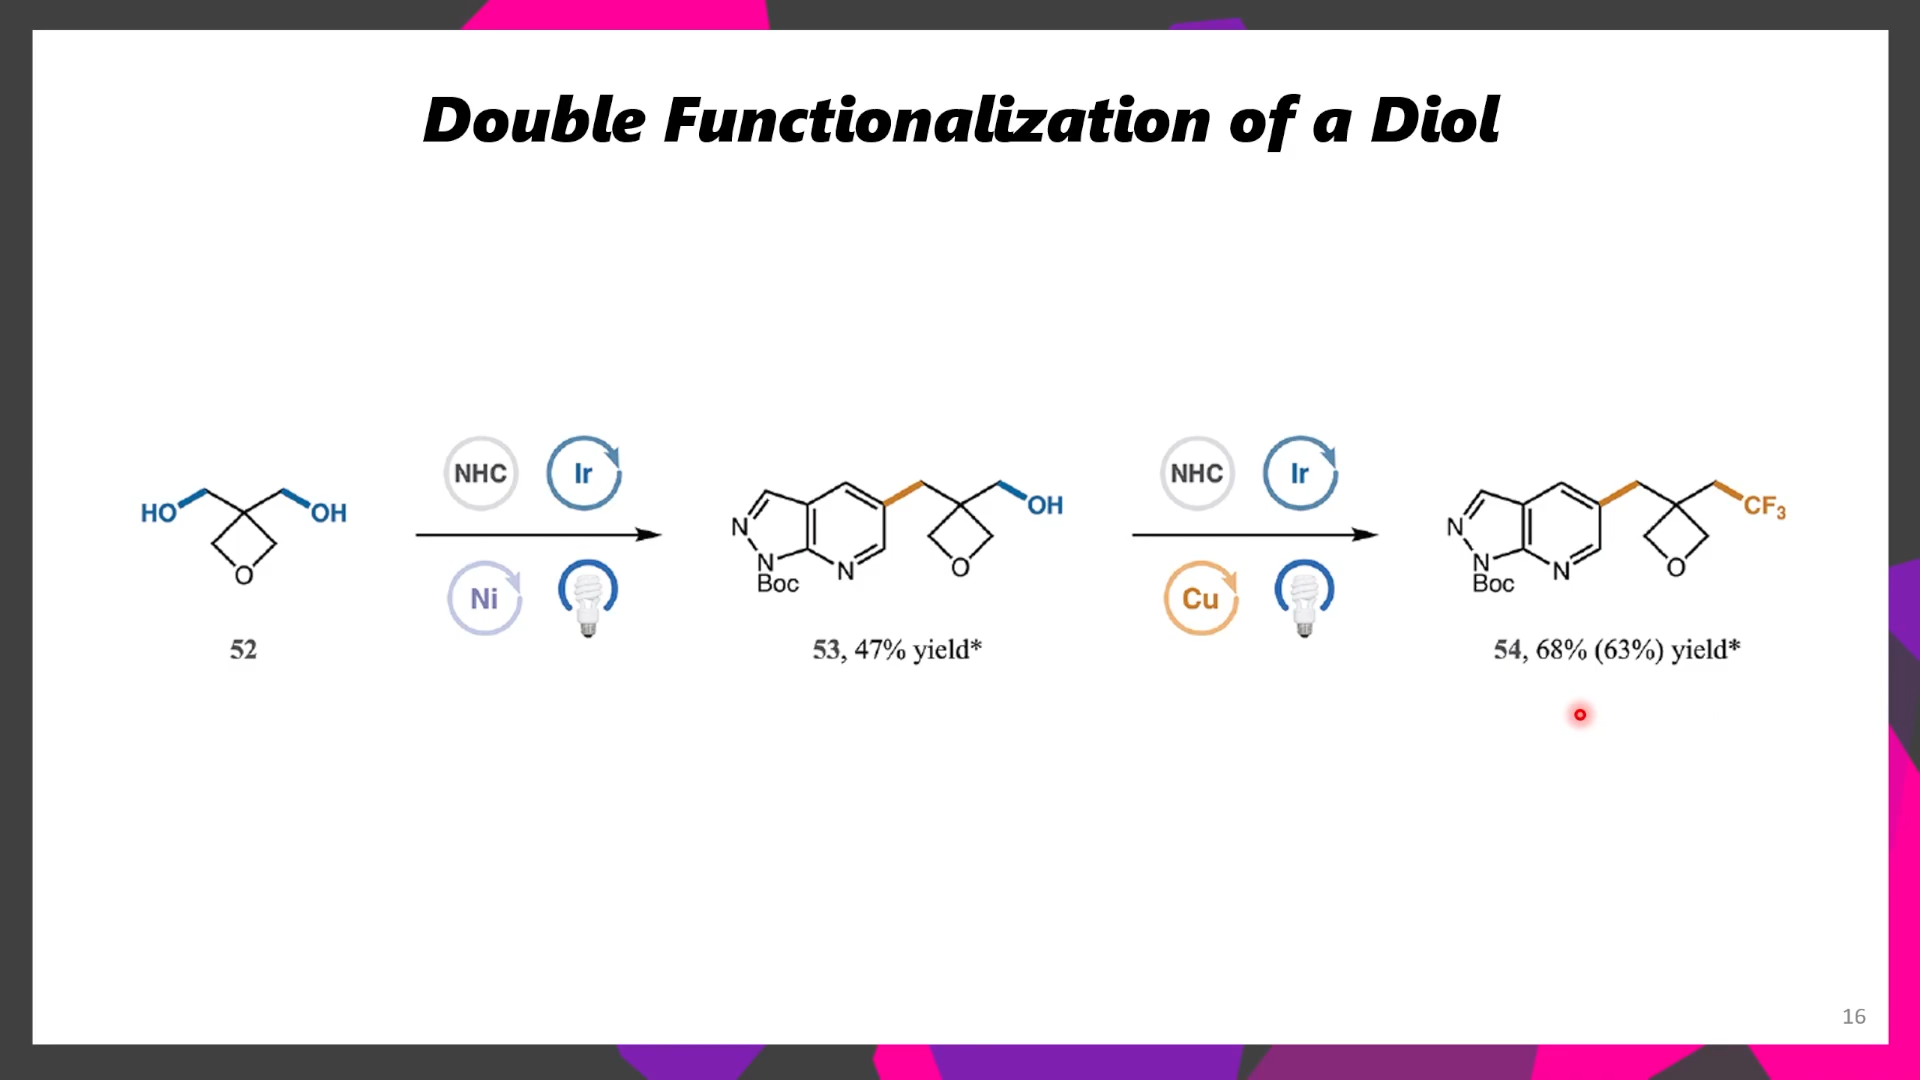 Double Functionalization of a Diol
HO OH
O
52
NHC Ir
Ni
N N Boc N O OH
53, 47% yield*
NHC Ir
Cu
N N Boc N O CF3
54, 68% (63%) yield*
16